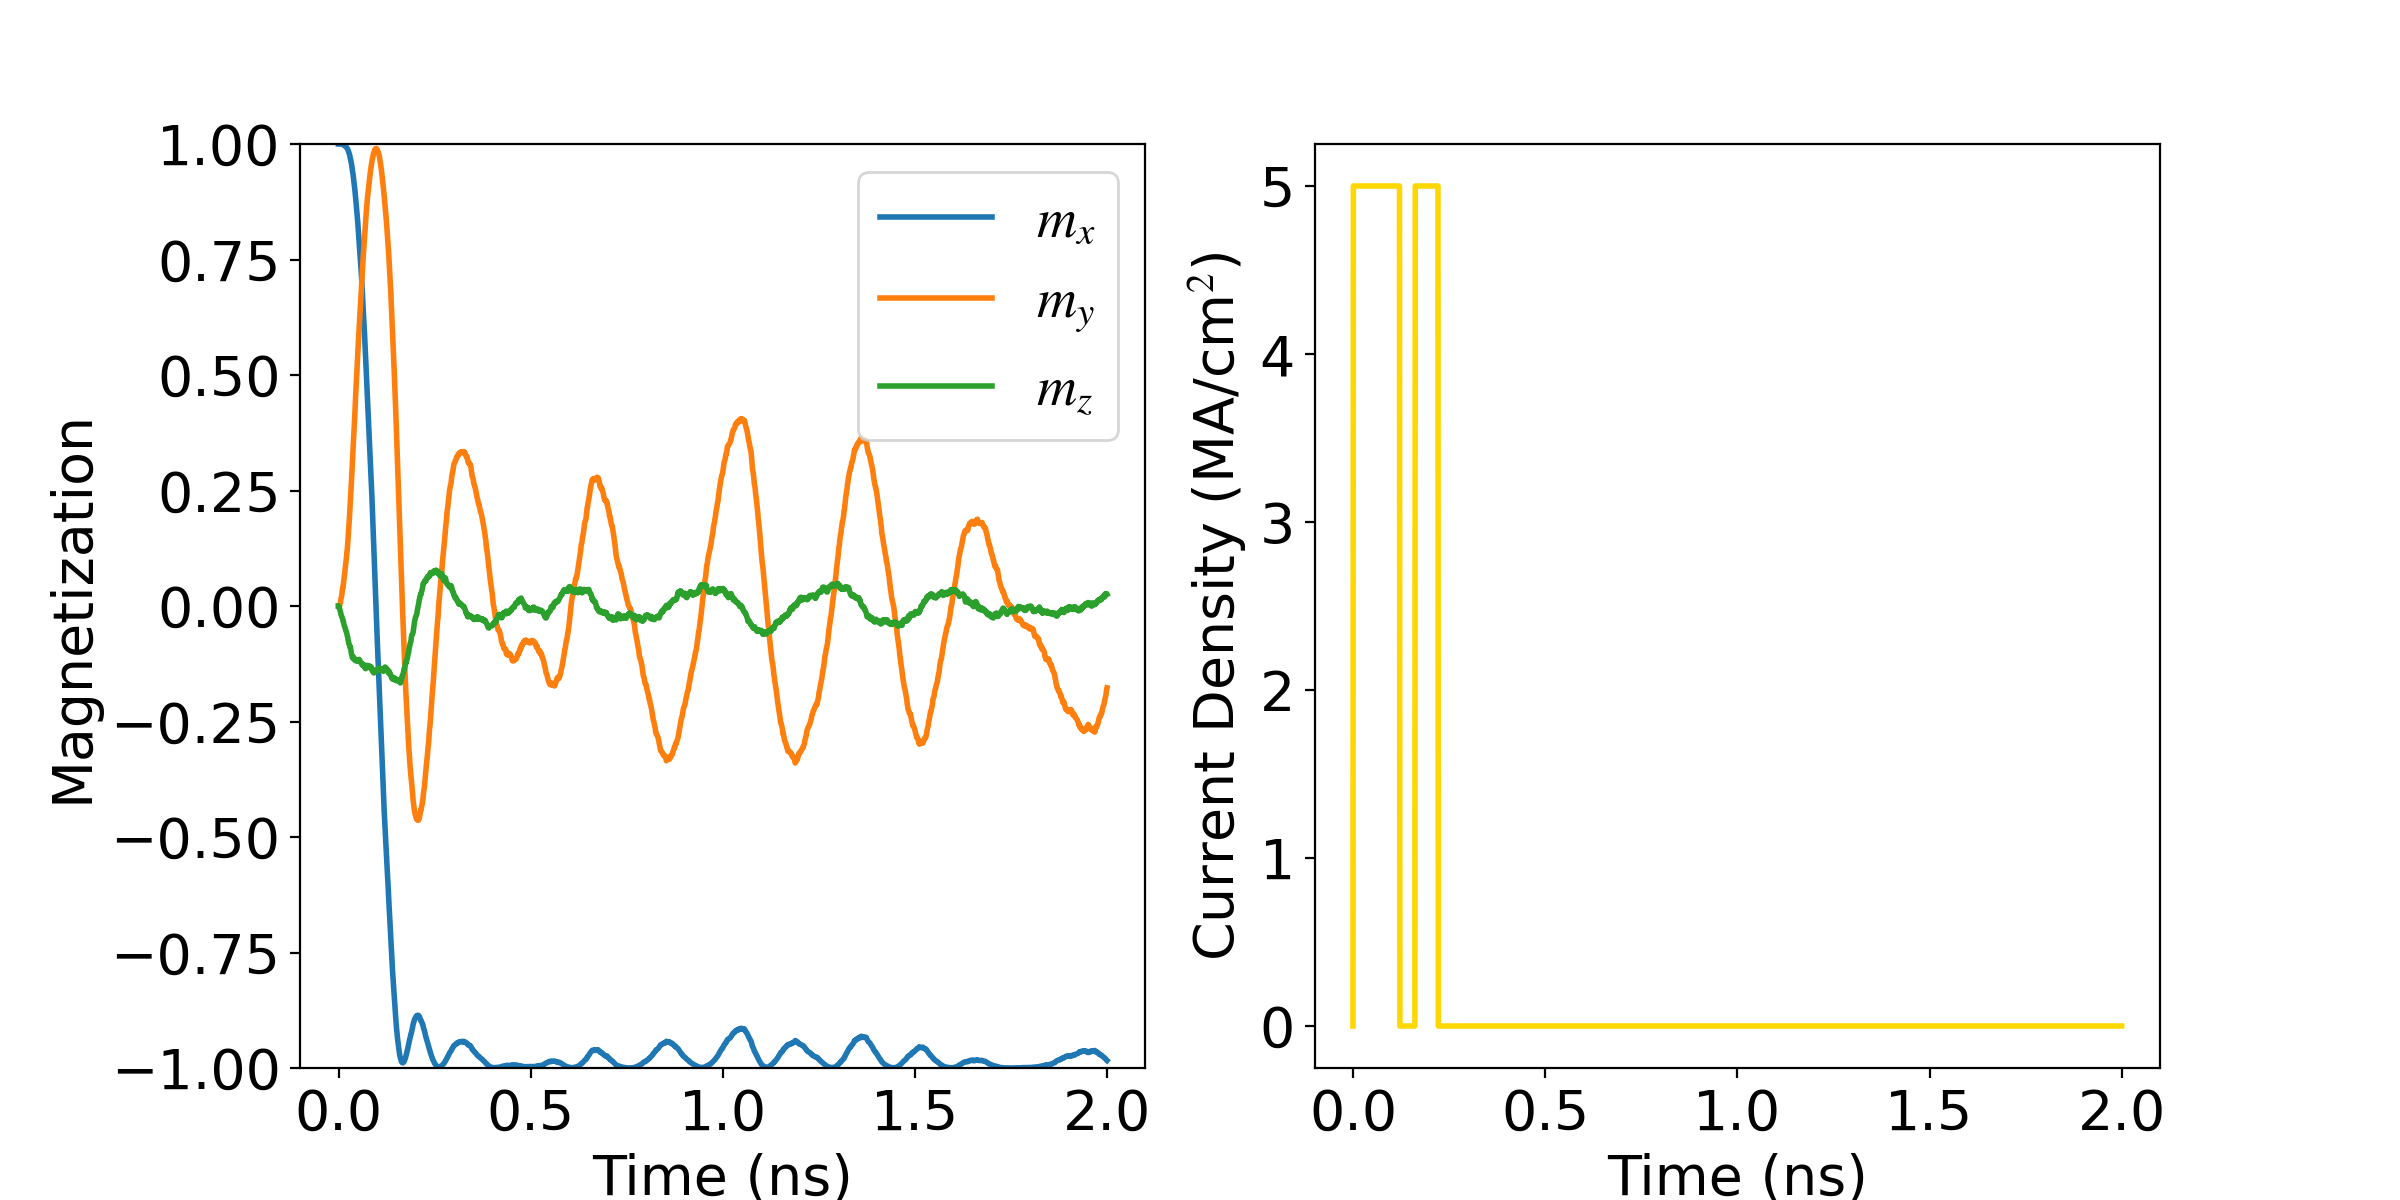 Magnetization
1.00
0.75
0.50
0.25
0.00
−0.25
−0.50
−0.75
−1.00
0.0 0.5 1.0 1.5 2.0
Time (ns)
m_x
m_y
m_z
Current Density (MA/cm²)
5
4
3
2
1
0
0.0 0.5 1.0 1.5 2.0
Time (ns)